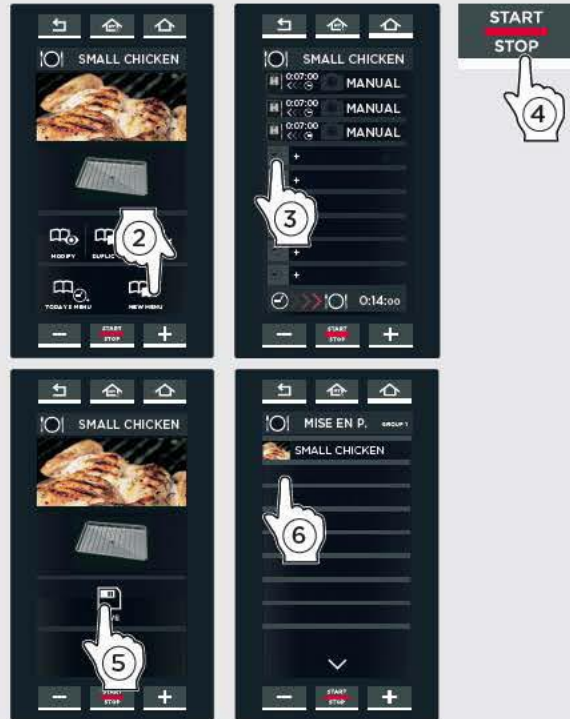 SMALL CHICKEN
MODIFY
2
TODAYS MENU
NEW MENU
START
STOP
SMALL CHICKEN
0:07:00
MANUAL
0:07:00
MANUAL
0:07:00
MANUAL
+
+
3
+
+
0:14:00
START
STOP
START
STOP
4
SMALL CHICKEN
5
START
STOP
MISE EN P.
GROUP 1
SMALL CHICKEN
6
START
STOP